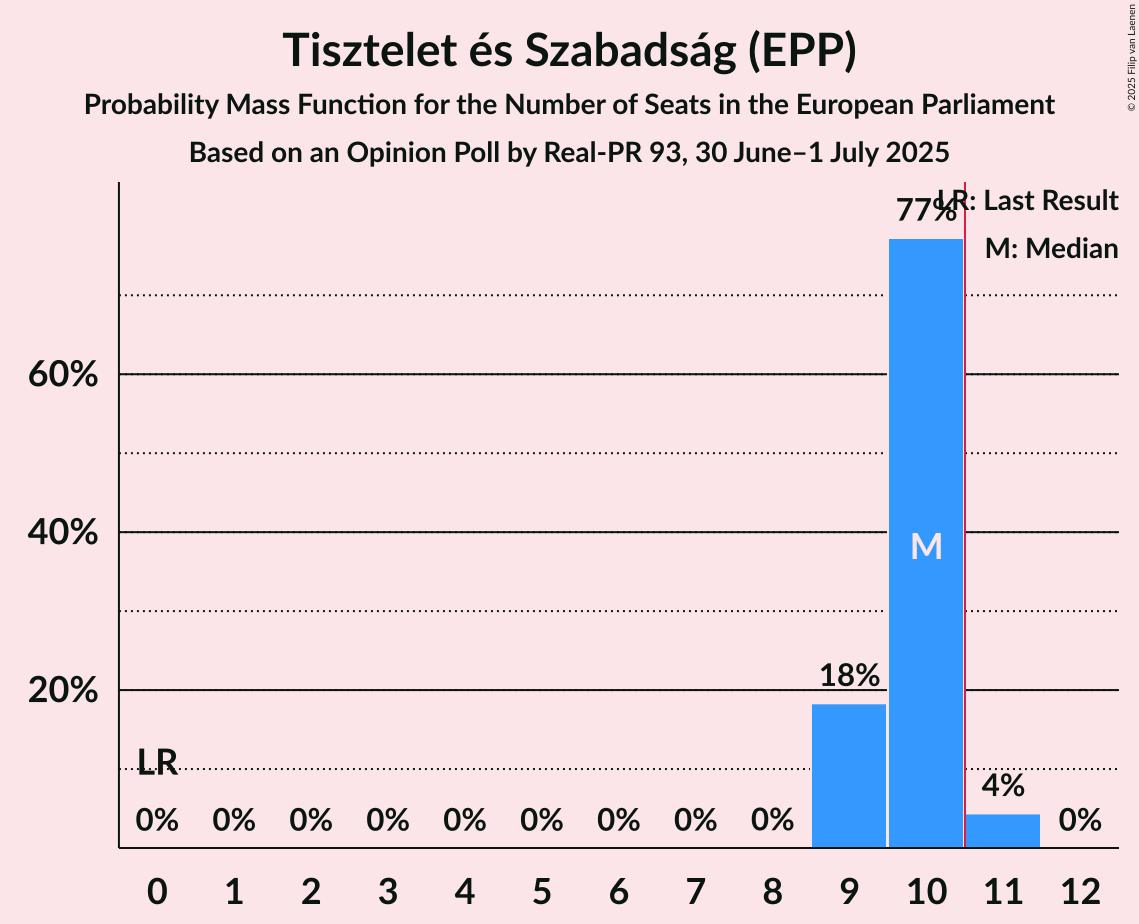 Tisztelet és Szabadság (EPP)
Probability Mass Function for the Number of Seats in the European Parliament
Based on an Opinion Poll by Real-PR 93, 30 June–1 July 2025
© 2025 Filip van Laenen
LR: Last Result
M: Median
77%
60%
40%
M
20%
18%
LR
4%
0% 0% 0% 0% 0% 0% 0% 0% 0% 0%
0 1 2 3 4 5 6 7 8 9 10 11 12